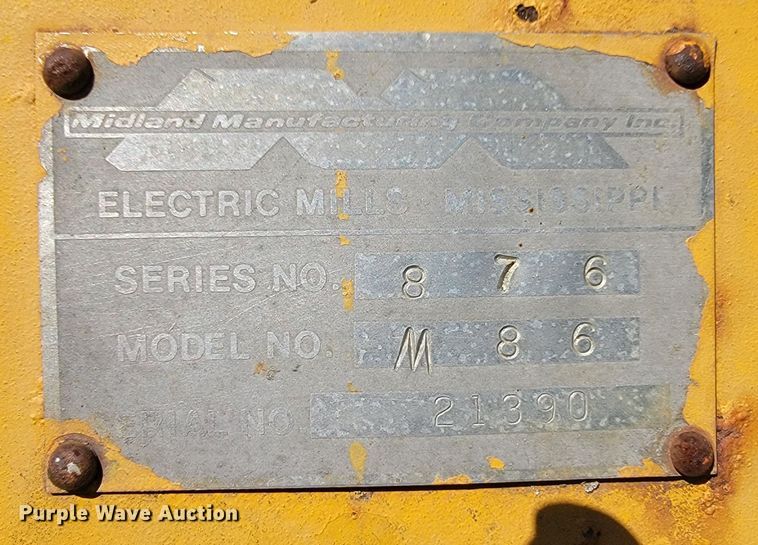 Midland Manufacturing Company Inc.
ELECTRIC MILLS MISSISSIPPI
SERIES NO. 8 7 6
MODEL NO. M 8 6
SERIAL NO. 21390
Purple Wave Auction